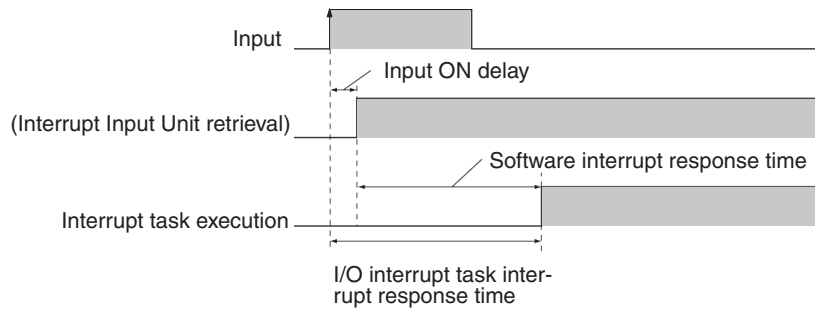 Input
Input ON delay
(Interrupt Input Unit retrieval)
Software interrupt response time
Interrupt task execution
I/O interrupt task inter-
rupt response time